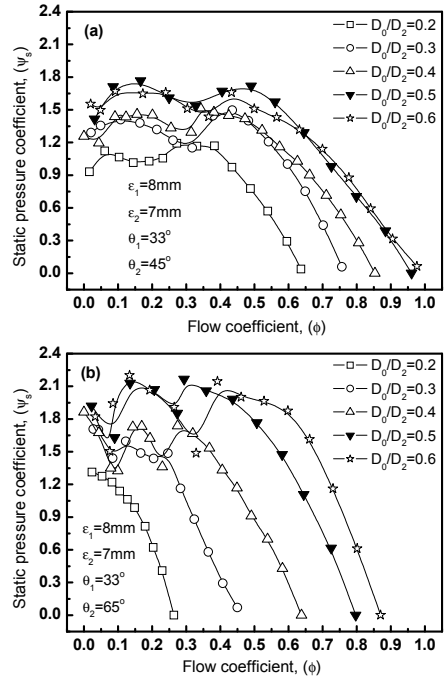 (a)
D₀/D₂=0.2
D₀/D₂=0.3
D₀/D₂=0.4
D₀/D₂=0.5
D₀/D₂=0.6
ε₁=8mm
ε₂=7mm
θ₁=33°
θ₂=45°
Static pressure coefficient, (ψₛ)
2.4
2.1
1.8
1.5
1.2
0.9
0.6
0.3
0.0
0.0 0.1 0.2 0.3 0.4 0.5 0.6 0.7 0.8 0.9 1.0
Flow coefficient, (ϕ)
(b)
D₀/D₂=0.2
D₀/D₂=0.3
D₀/D₂=0.4
D₀/D₂=0.5
D₀/D₂=0.6
ε₁=8mm
ε₂=7mm
θ₁=33°
θ₂=65°
Static pressure coefficient, (ψₛ)
2.4
2.1
1.8
1.5
1.2
0.9
0.6
0.3
0.0
0.0 0.1 0.2 0.3 0.4 0.5 0.6 0.7 0.8 0.9 1.0
Flow coefficient, (ϕ)